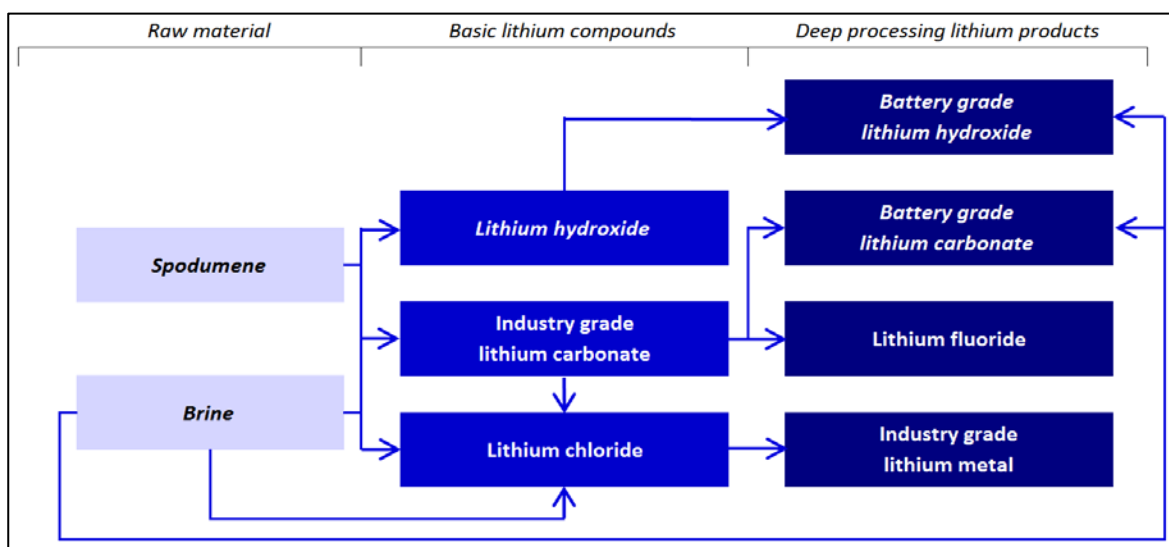 Raw material
Basic lithium compounds
Deep processing lithium products
Battery grade
lithium hydroxide
Lithium hydroxide
Battery grade
lithium carbonate
Spodumene
Industry grade
lithium carbonate
Lithium fluoride
Brine
Lithium chloride
Industry grade
lithium metal